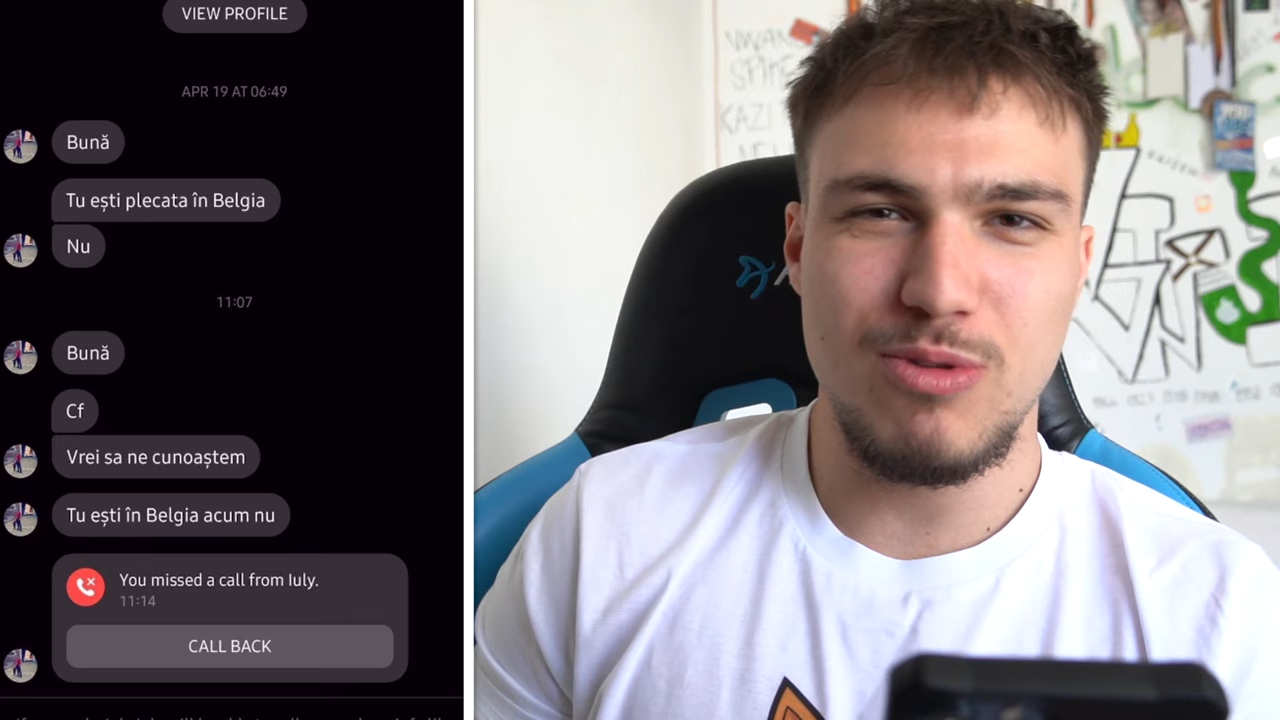 VIEW PROFILE
APR 19 AT 06:49
Bună
Tu ești plecata în Belgia
Nu
11:07
Bună
Cf
Vrei sa ne cunoaștem
Tu ești în Belgia acum nu
You missed a call from Iuly.
11:14
CALL BACK